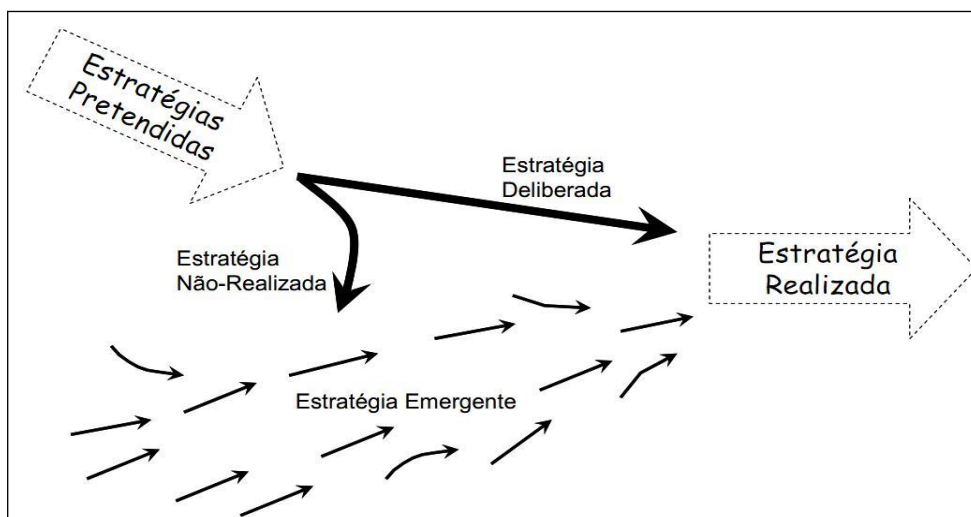 Estratégias
Pretendidas
Estratégia
Deliberada
Estratégia
Não-Realizada
Estratégia
Realizada
Estratégia Emergente